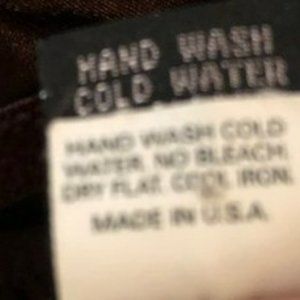 HAND WASH
COLD WATER
HAND WASH COLD
WATER. NO BLEACH.
DRY FLAT. COOL IRON.
MADE IN U.S.A.